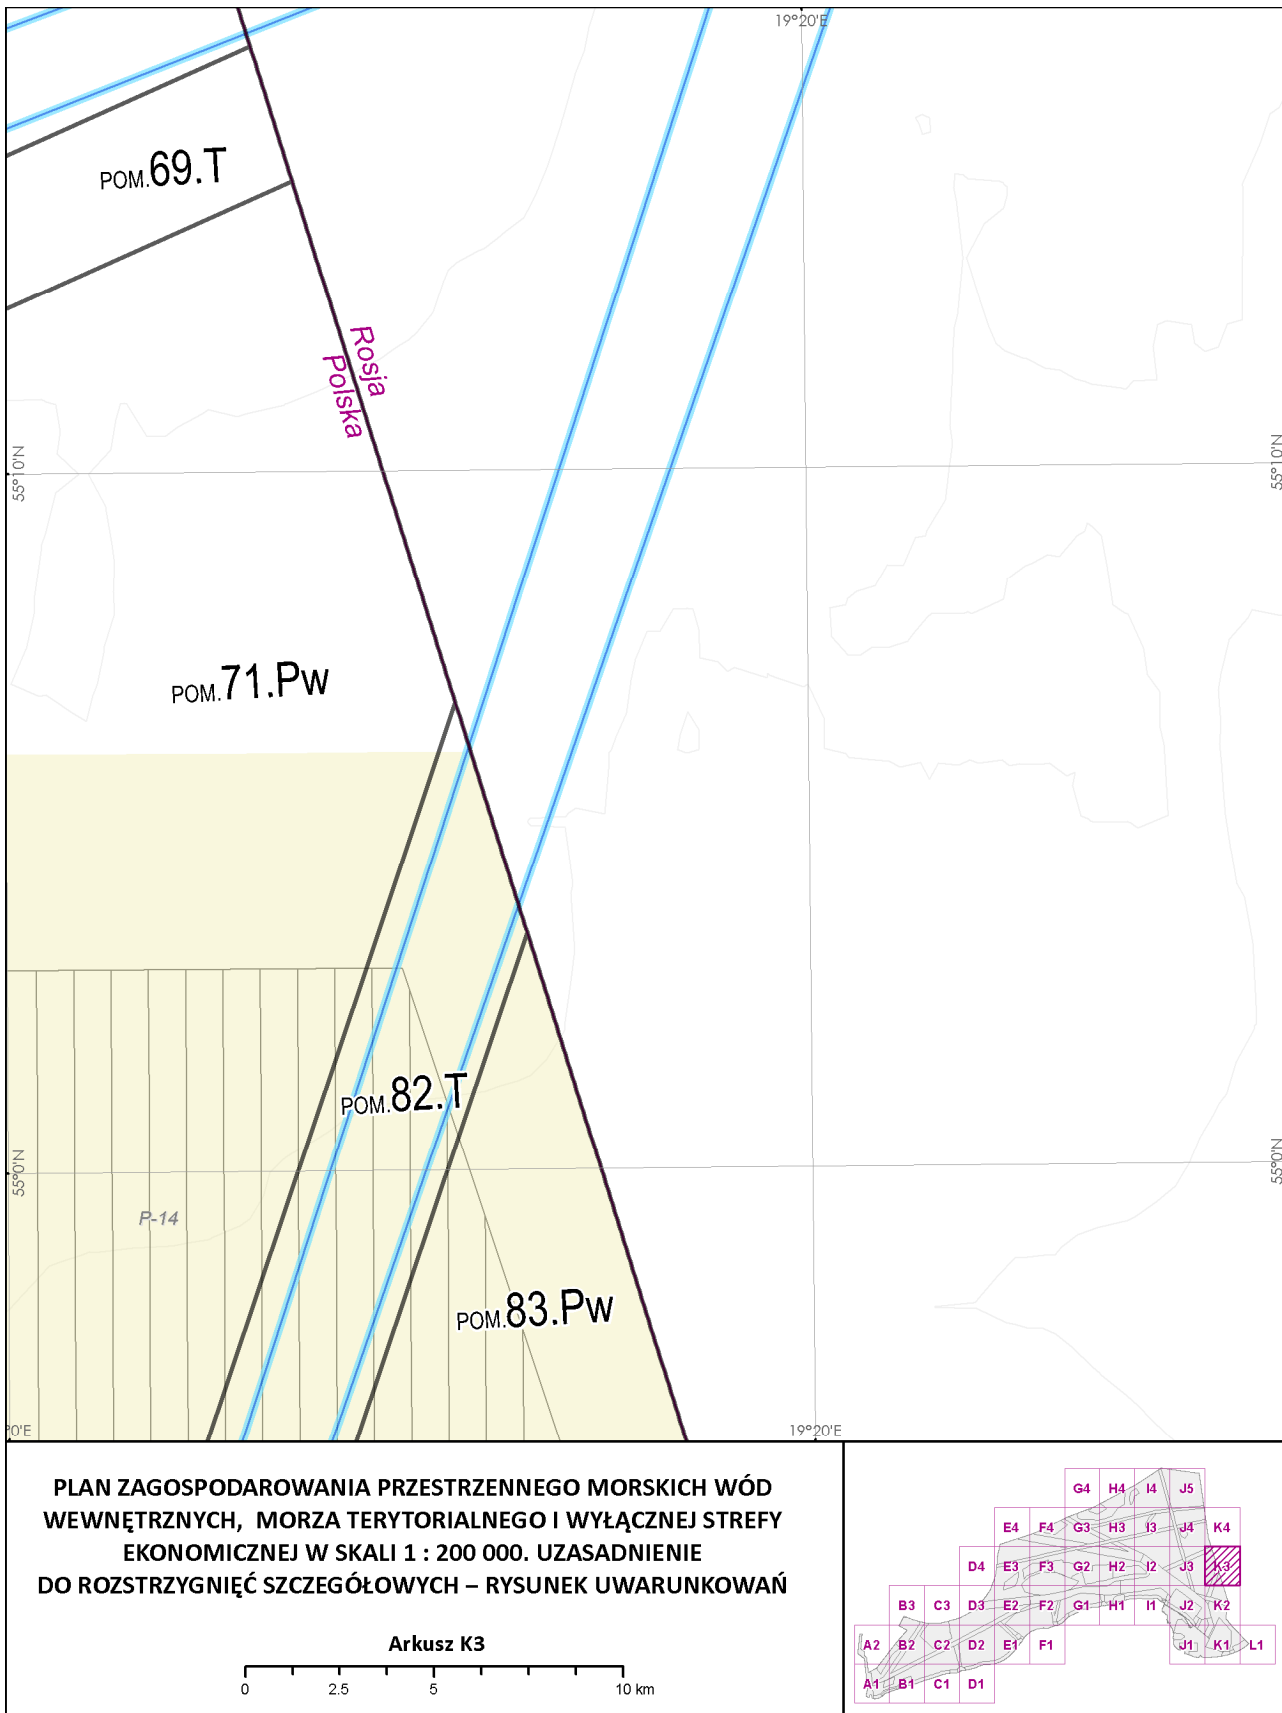 19°20'E
POM.69.T
Rosja
Polska
55°10'N
55°10'N
POM.71.Pw
POM.82.T
55°0'N
55°0'N
P-14
POM.83.Pw
°0'E
19°20'E
PLAN ZAGOSPODAROWANIA PRZESTRZENNEGO MORSKICH WÓD
WEWNĘTRZNYCH, MORZA TERYTORIALNEGO I WYŁĄCZNEJ STREFY
EKONOMICZNEJ W SKALI 1 : 200 000. UZASADNIENIE
DO ROZSTRZYGNIĘĆ SZCZEGÓŁOWYCH – RYSUNEK UWARUNKOWAŃ
Arkusz K3
0 2.5 5 10 km
G4 H4 I4 J5
E4 F4 G3 H3 I3 J4 K4
D4 E3 F3 G2 H2 I2 J3 K3
B3 C3 D3 E2 F2 G1 H1 I1 J2 K2
A2 B2 C2 D2 E1 F1 J1 K1 L1
A1 B1 C1 D1